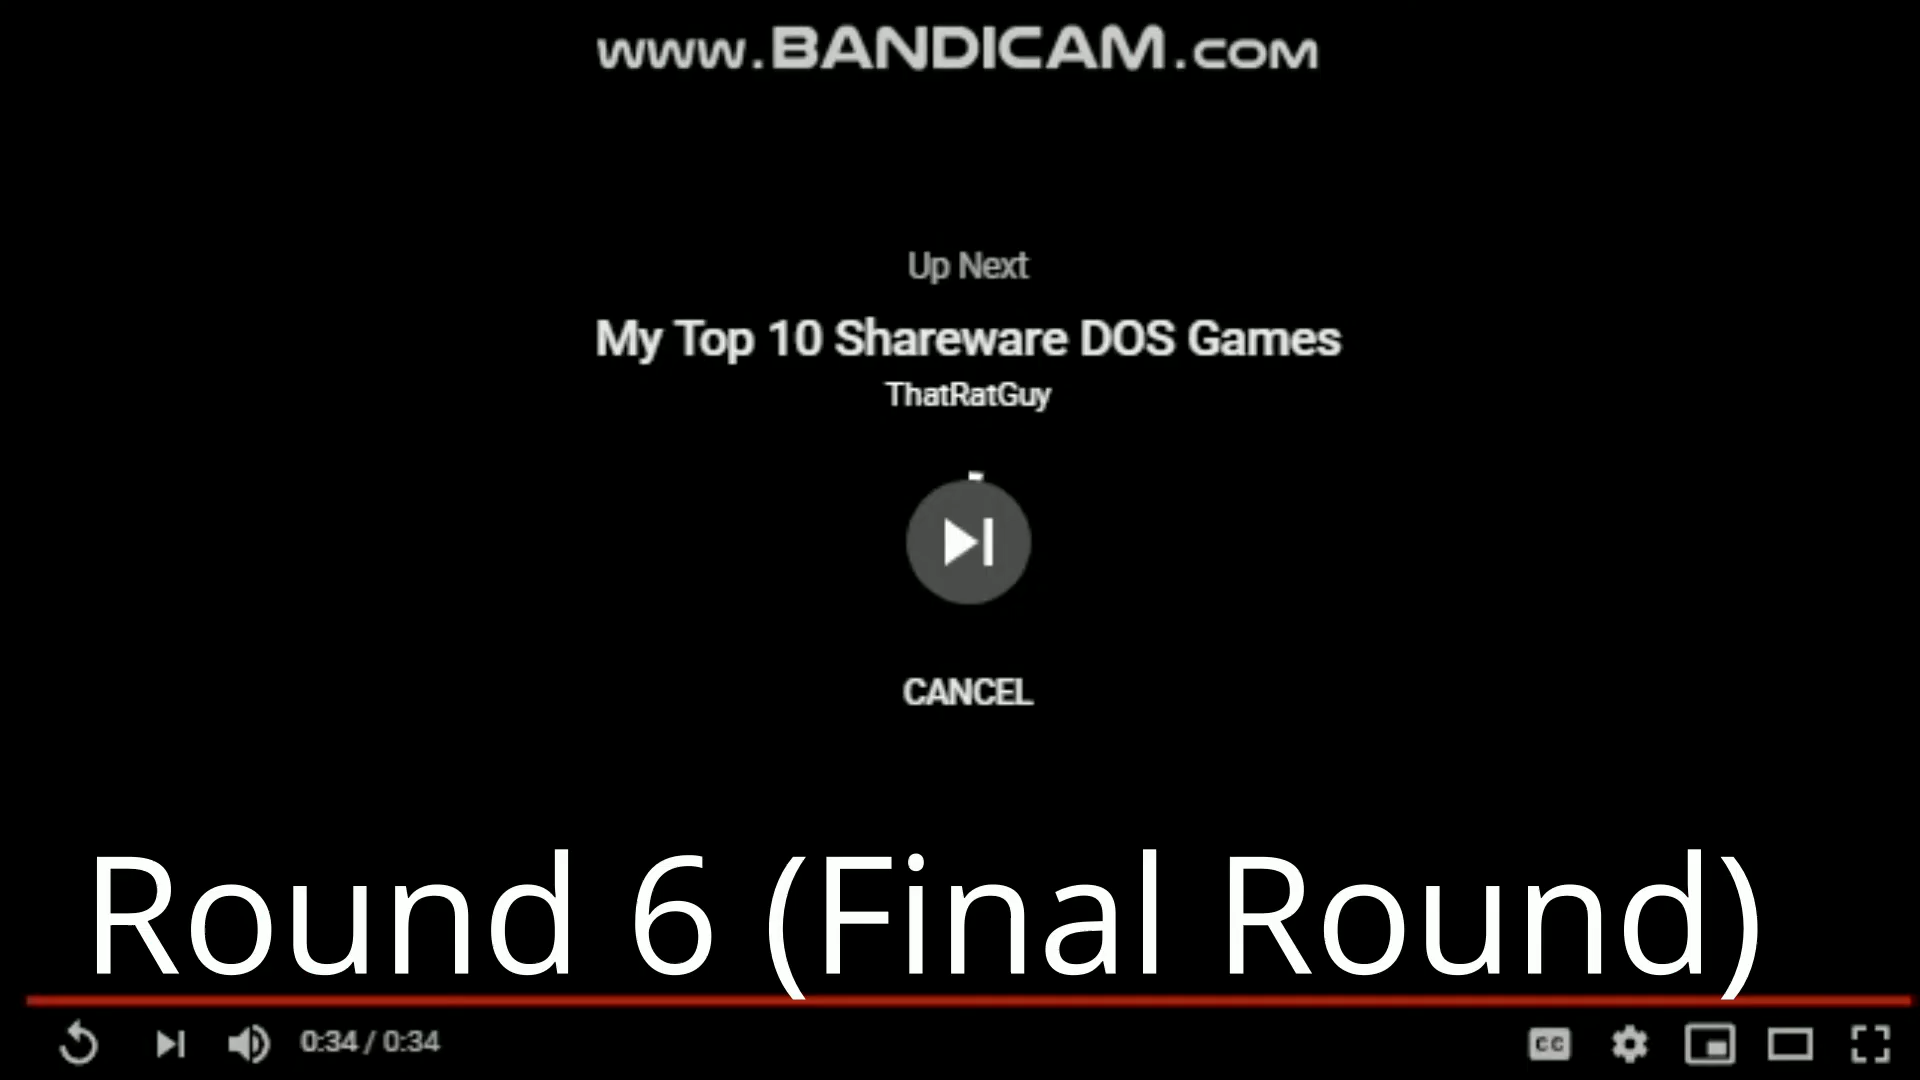 www.BANDICAM.COM
Up Next
My Top 10 Shareware DOS Games
ThatRatGuy
CANCEL
Round 6 (Final Round)
0:34 / 0:34
CC